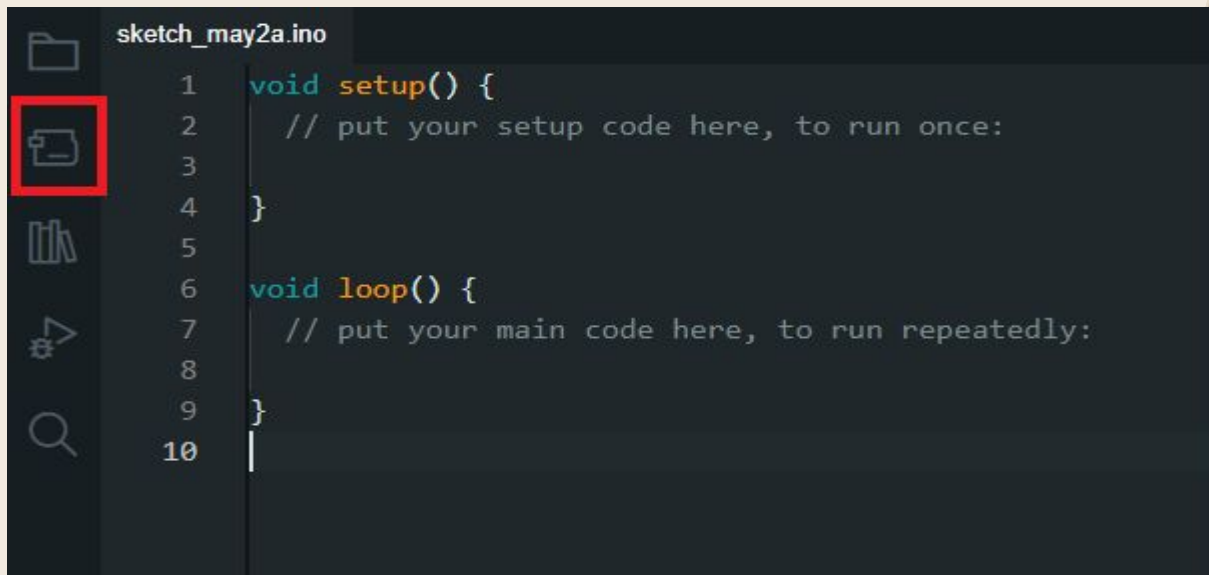 sketch_may2a.ino
1 void setup() {
2 // put your setup code here, to run once:
3
4 }
5
6 void loop() {
7 // put your main code here, to run repeatedly:
8
9 }
10